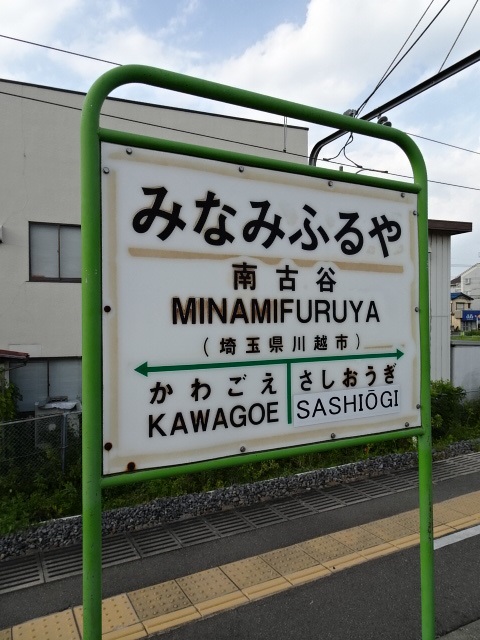 みなみふるや
南古谷
MINAMIFURUYA
(埼玉県川越市)
かわごえ さしおうぎ
KAWAGOE SASHIŌGI